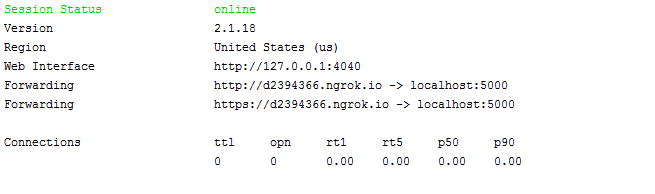 Session Status online
Version 2.1.18
Region United States (us)
Web Interface http://127.0.0.1:4040
Forwarding http://d2394366.ngrok.io -> localhost:5000
Forwarding https://d2394366.ngrok.io -> localhost:5000
Connections ttl opn rt1 rt5 p50 p90
0 0 0.00 0.00 0.00 0.00